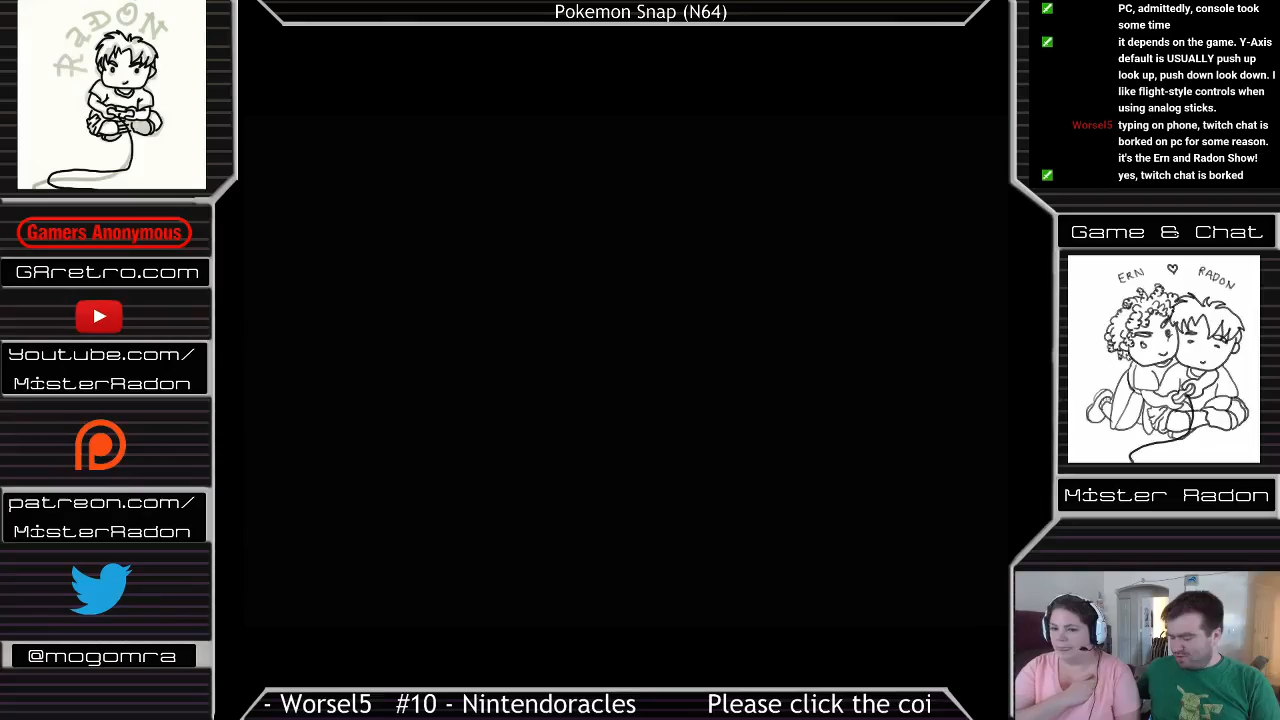 Pokemon Snap (N64)
RaDON
Gamers Anonymous
GAretro.com
Youtube.com/
MisterRadon
patreon.com/
MisterRadon
@mogomra
PC, admittedly, console took
some time
it depends on the game. Y-Axis
default is USUALLY push up
look up, push down look down. I
like flight-style controls when
using analog sticks.
Worsel5 typing on phone, twitch chat is
borked on pc for some reason.
it's the Ern and Radon Show!
yes, twitch chat is borked
Game & Chat
ERN RADON
Mister Radon
- Worsel5 #10 - Nintendoracles Please click the coi